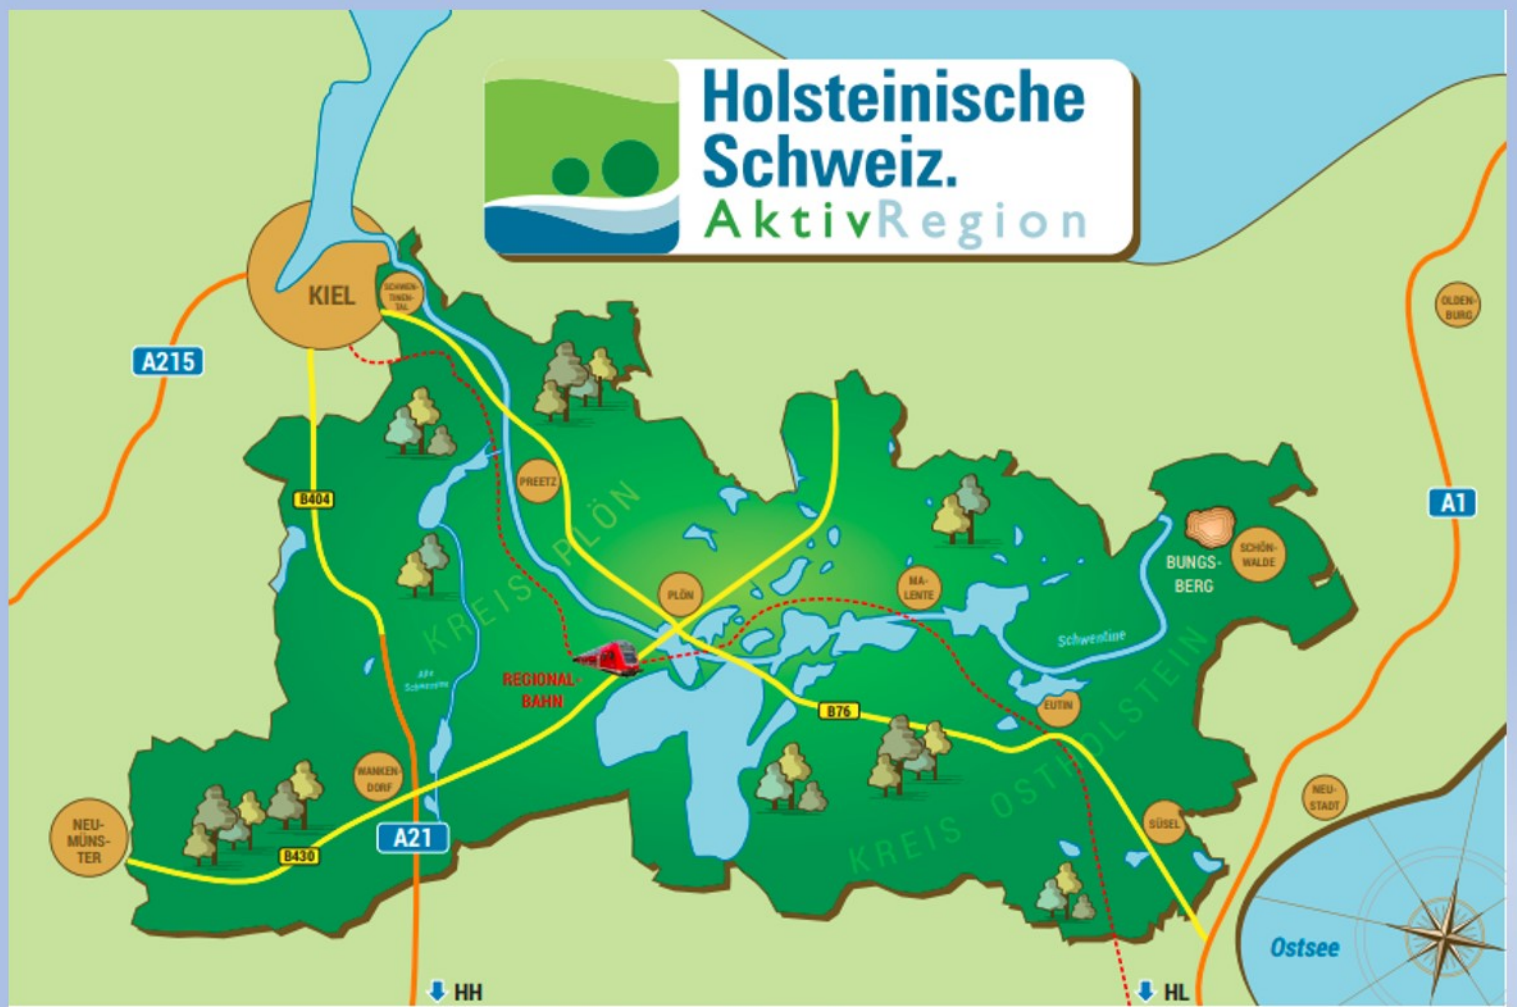 Holsteinische
Schweiz.
AktivRegion
KIEL
SCHWEN-
TINEN-
TAL
A215
OLDEN-
BURG
B404
PREETZ
A1
KREIS PLÖN
BUNGS-
BERG
SCHÖN-
WALDE
PLÖN
MA-
LENTE
Schwentine
Alte
Schwentine
REGIONAL-
BAHN
B76
EUTIN
KREIS OSTHOLSTEIN
WANKEN-
DORF
NEU-
MÜNS-
TER
A21
B430
SÜSEL
NEU-
STADT
Ostsee
HH
HL